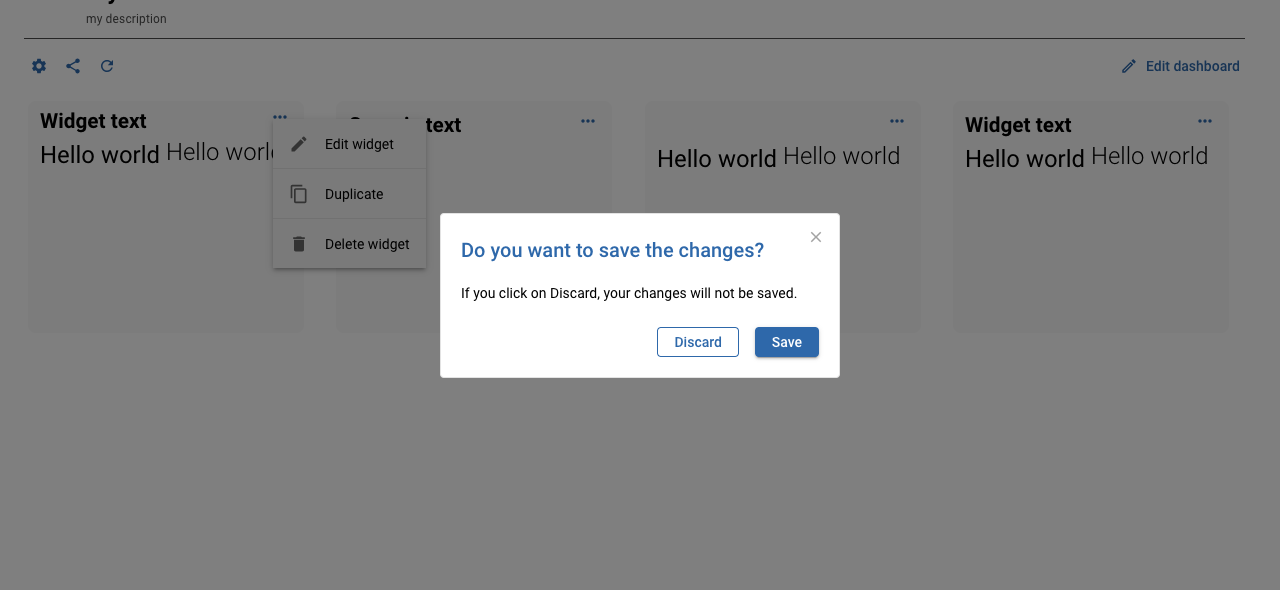 my description
Edit dashboard
Widget text
Hello world Hello world
Edit widget
Duplicate
Delete widget
text
Hello world Hello world
Widget text
Hello world Hello world
Do you want to save the changes?
If you click on Discard, your changes will not be saved.
Discard
Save